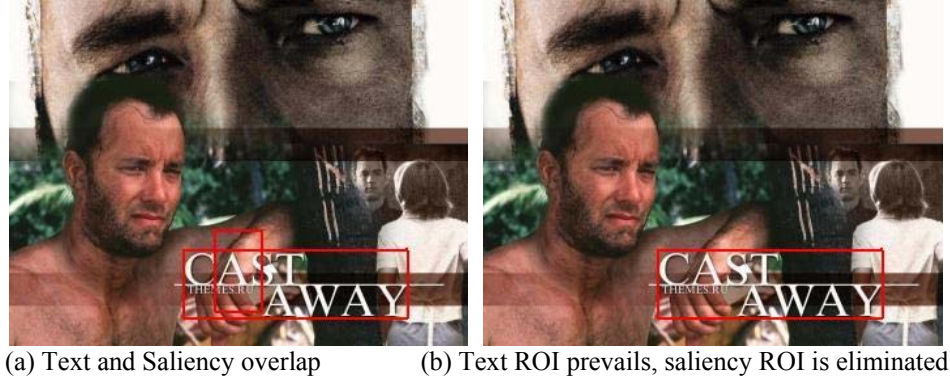 CAST
THEMES.RU
AWAY
CAST
THEMES.RU
AWAY
(a) Text and Saliency overlap
(b) Text ROI prevails, saliency ROI is eliminated